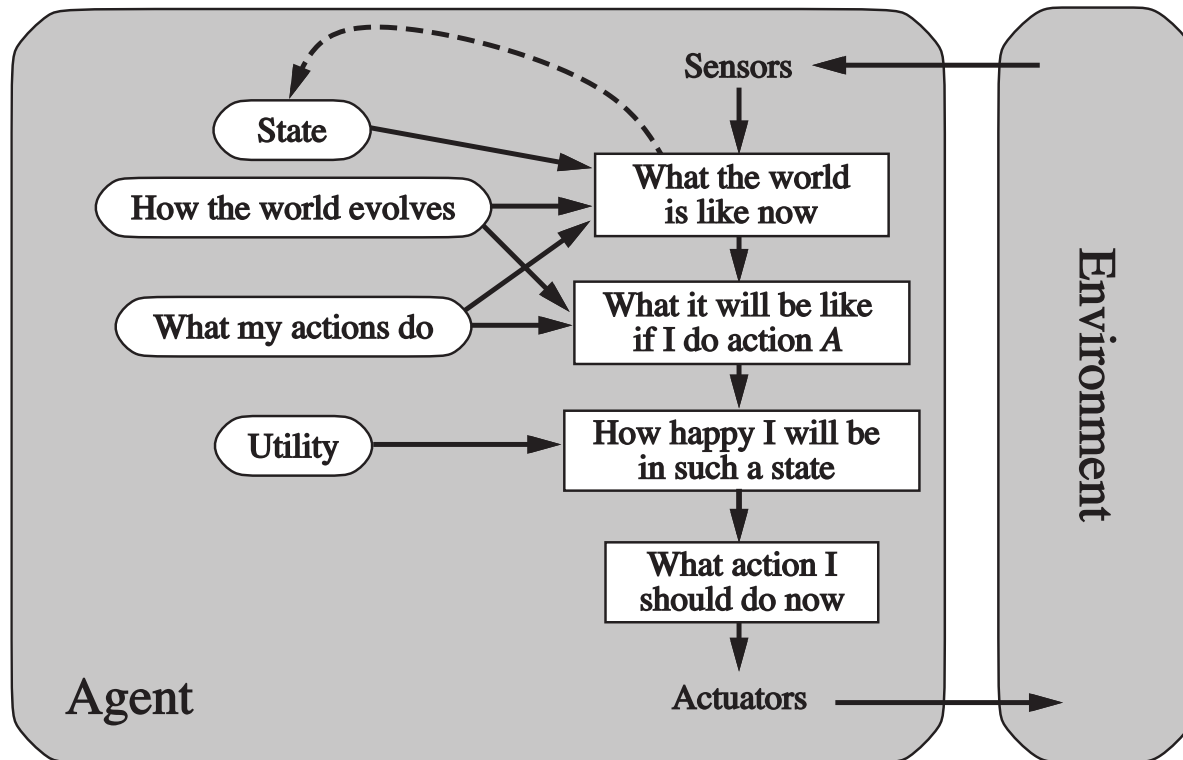 Sensors
State
What the world
is like now
How the world evolves
What it will be like
if I do action A
What my actions do
How happy I will be
in such a state
Utility
What action I
should do now
Agent
Actuators
Environment